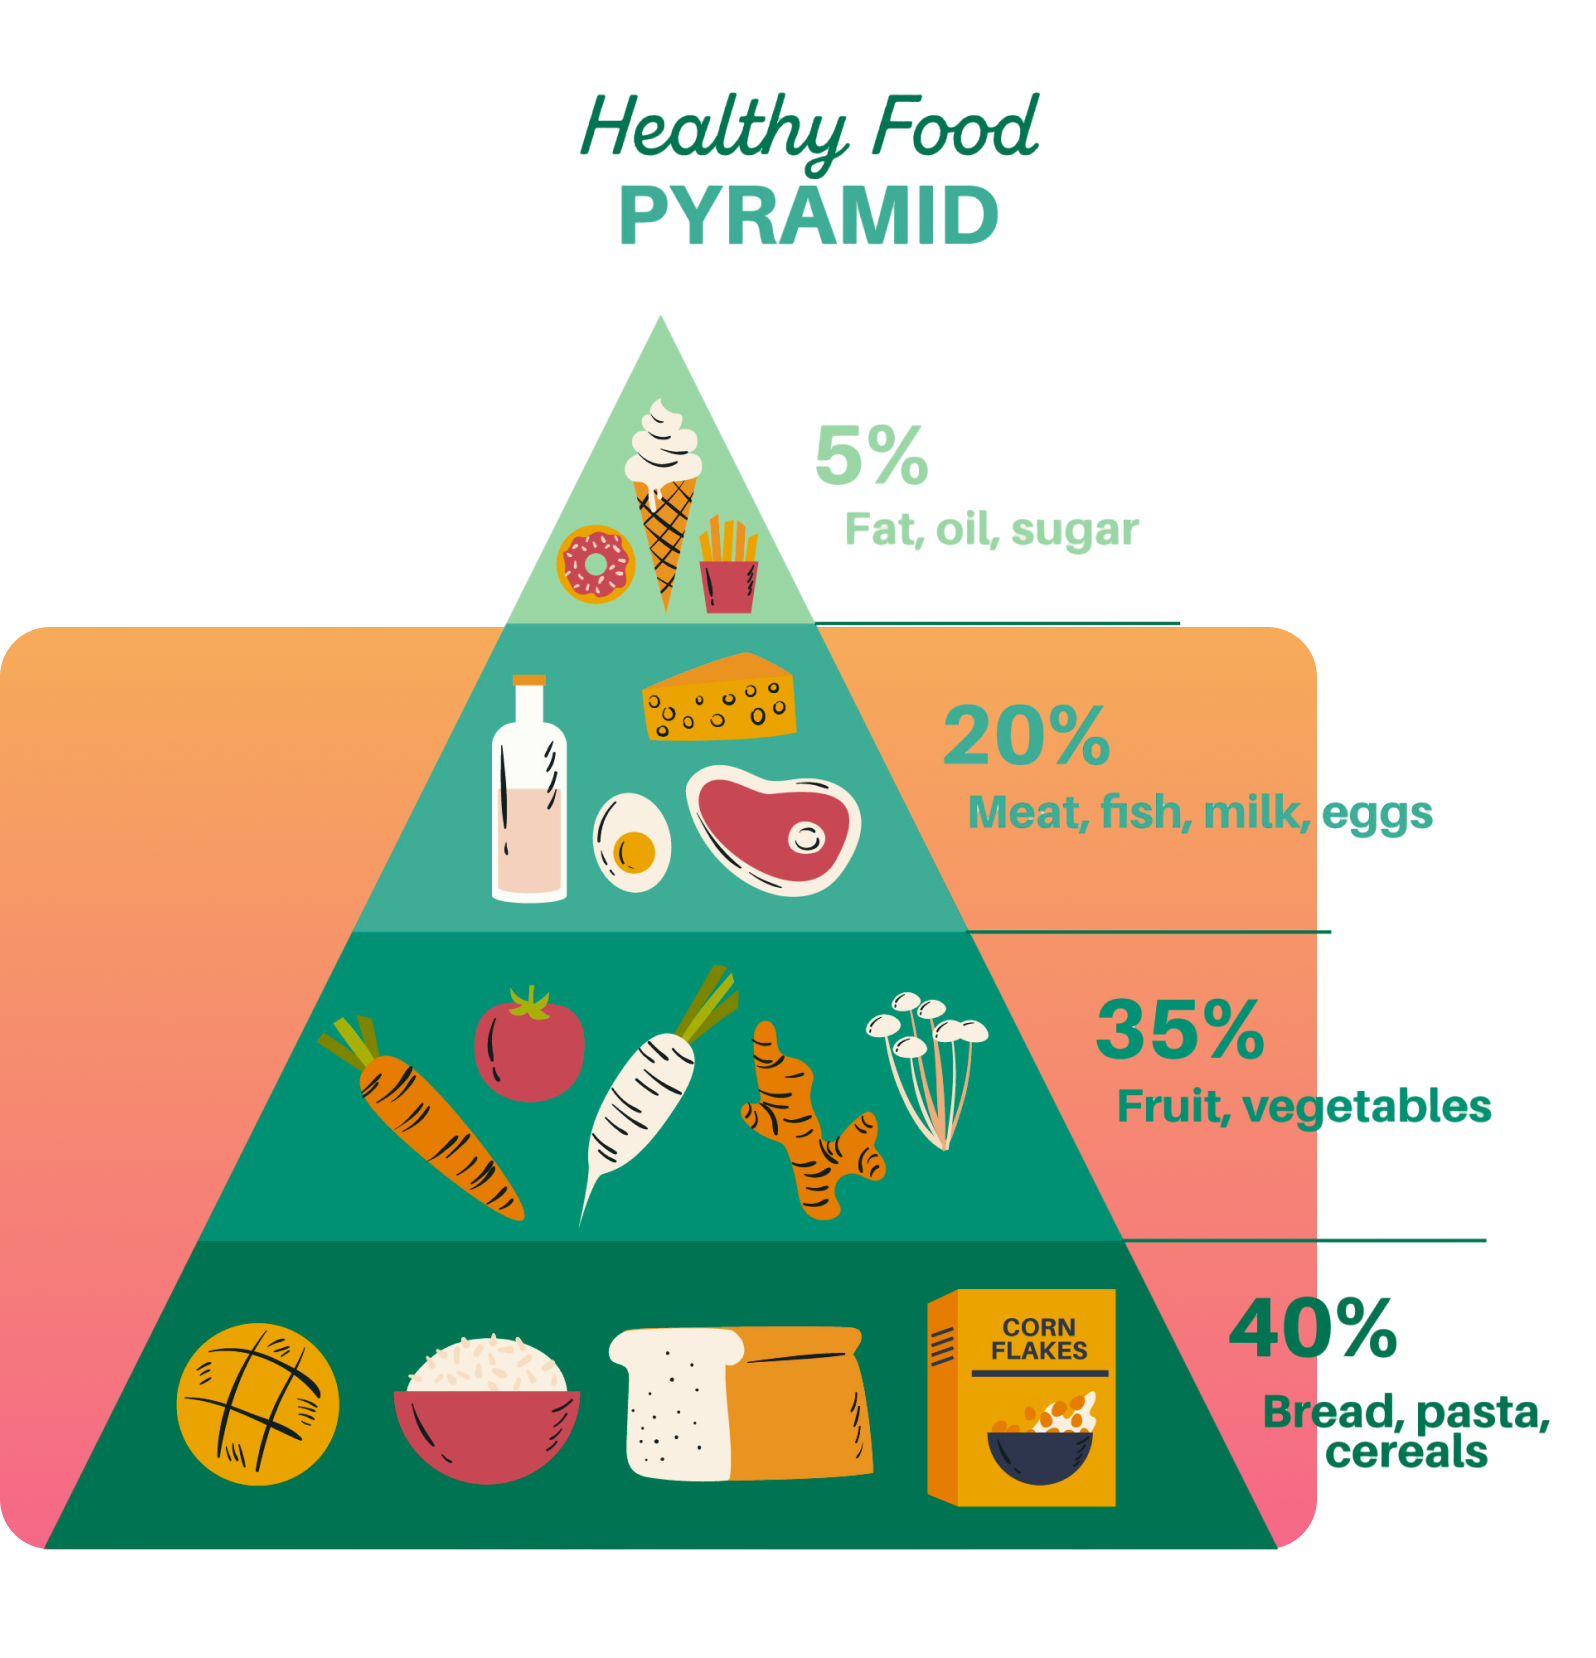 Healthy Food
PYRAMID
5%
Fat, oil, sugar
20%
Meat, fish, milk, eggs
35%
Fruit, vegetables
40%
Bread, pasta,
cereals
CORN
FLAKES